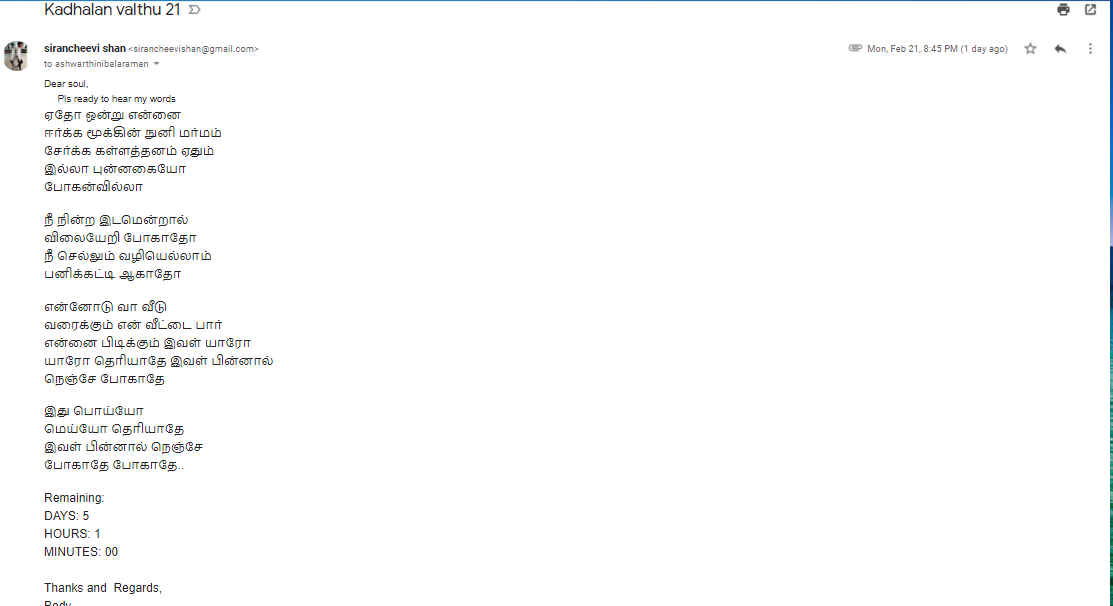 Kadhalan valthu 21
sirancheevi shan <sirancheevishan@gmail.com>
Mon, Feb 21, 8:45 PM (1 day ago)
to ashwarthinibalaraman
Dear soul,
Pls ready to hear my words
ஏதோ ஒன்று என்னை
ஈர்க்க மூக்கின் நுனி மர்மம்
சேர்க்க கள்ளத்தனம் ஏதும்
இல்லா புன்னகையோ
போகன்வில்லா
நீ நின்ற இடமென்றால்
விலையேறி போகாதோ
நீ செல்லும் வழியெல்லாம்
பனிக்கட்டி ஆகாதோ
என்னோடு வா வீடு
வரைக்கும் என் வீட்டை பார்
என்னை பிடிக்கும் இவள் யாரோ
யாரோ தெரியாதே இவள் பின்னால்
நெஞ்சே போகாதே
இது பொய்யோ
மெய்யோ தெரியாதே
இவள் பின்னால் நெஞ்சே
போகாதே போகாதே..
Remaining:
DAYS: 5
HOURS: 1
MINUTES: 00
Thanks and Regards,